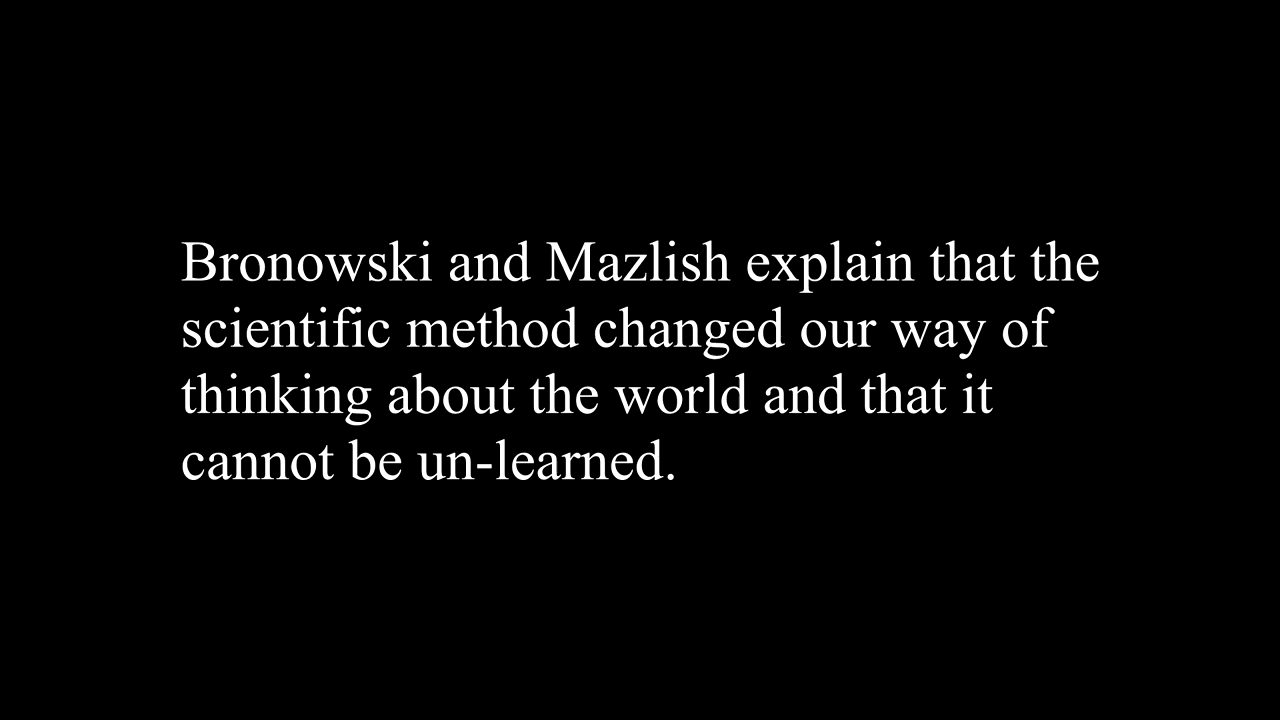 Bronowski and Mazlish explain that the
scientific method changed our way of
thinking about the world and that it
cannot be un-learned.